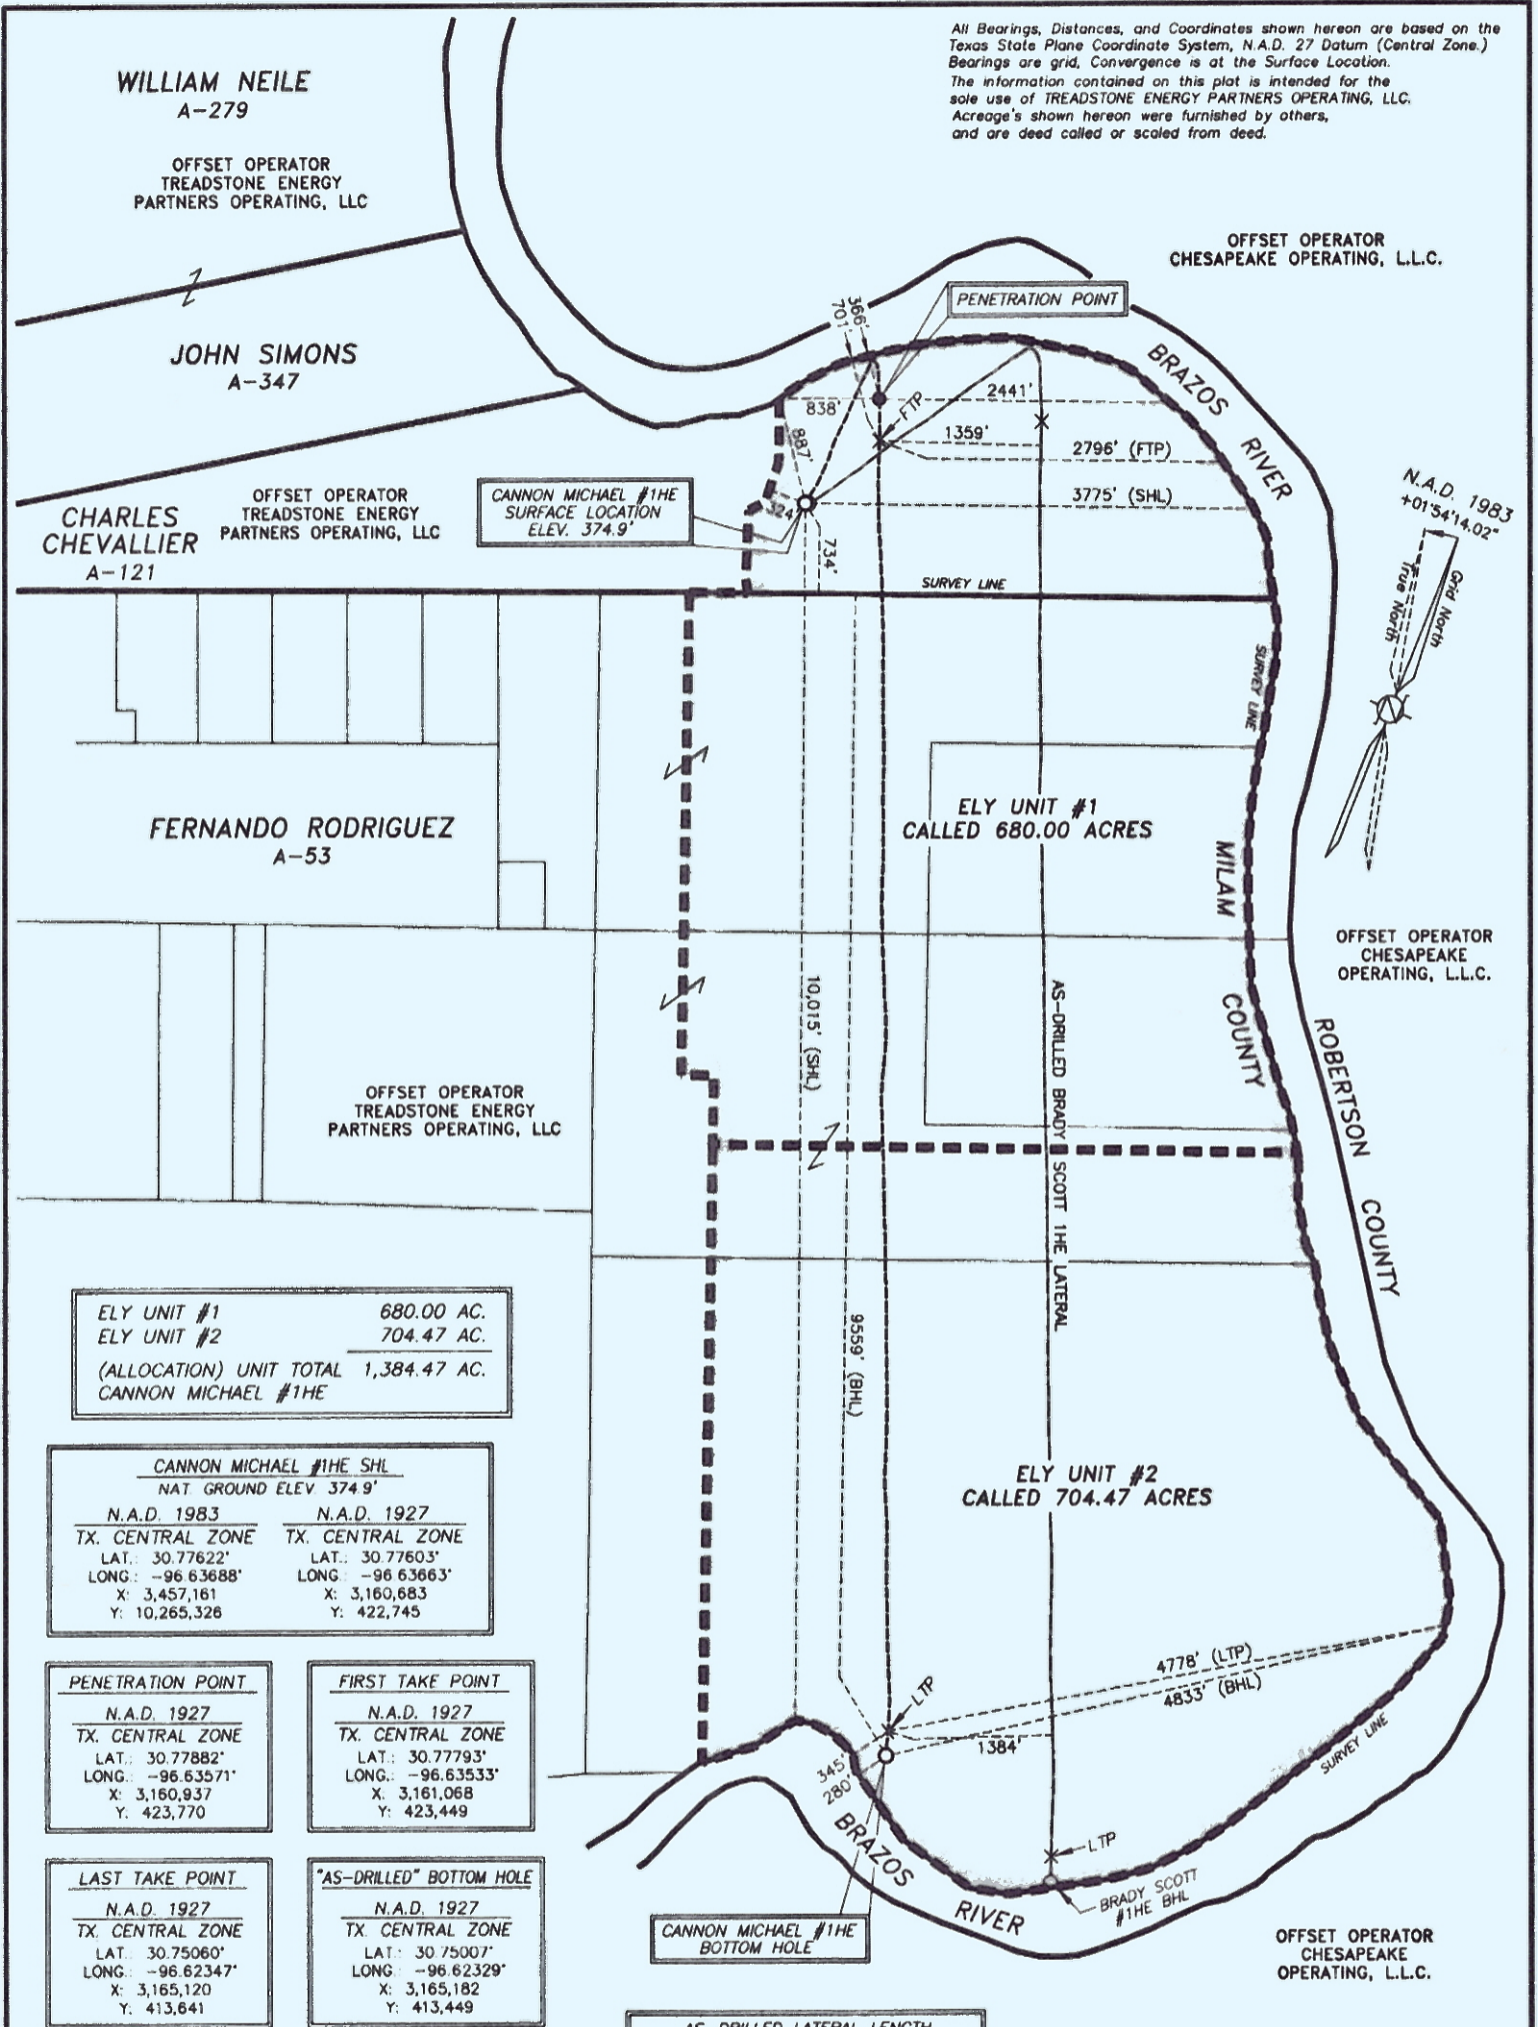 All Bearings, Distances, and Coordinates shown hereon are based on the
Texas State Plane Coordinate System, N.A.D. 27 Datum (Central Zone.)
Bearings are grid, Convergence is at the Surface Location.
The information contained on this plat is intended for the
sole use of TREADSTONE ENERGY PARTNERS OPERATING, LLC.
Acreage's shown hereon were furnished by others,
and are deed called or scaled from deed.
WILLIAM NEILE
A-279
OFFSET OPERATOR
TREADSTONE ENERGY
PARTNERS OPERATING, LLC
OFFSET OPERATOR
CHESAPEAKE OPERATING, L.L.C.
PENETRATION POINT
366'
701'
JOHN SIMONS
A-347
BRAZOS RIVER
838'
2441'
FTP
1359'
2796' (FTP)
887'
3775' (SHL)
324'
734'
CANNON MICHAEL #1HE
SURFACE LOCATION
ELEV. 374.9'
OFFSET OPERATOR
TREADSTONE ENERGY
PARTNERS OPERATING, LLC
CHARLES
CHEVALLIER
A-121
N.A.D. 1983
+01°54'14.02"
True North
Grid North
SURVEY LINE
SURVEY LINE
ELY UNIT #1
CALLED 680.00 ACRES
FERNANDO RODRIGUEZ
A-53
MILAM COUNTY
OFFSET OPERATOR
CHESAPEAKE
OPERATING, L.L.C.
10,015' (SHL)
AS-DRILLED BRADY SCOTT 1HE LATERAL
ROBERTSON COUNTY
OFFSET OPERATOR
TREADSTONE ENERGY
PARTNERS OPERATING, LLC
9559' (BHL)
ELY UNIT #1 680.00 AC.
ELY UNIT #2 704.47 AC.
(ALLOCATION) UNIT TOTAL 1,384.47 AC.
CANNON MICHAEL #1HE
ELY UNIT #2
CALLED 704.47 ACRES
CANNON MICHAEL #1HE SHL
NAT. GROUND ELEV. 374.9'
N.A.D. 1983 N.A.D. 1927
TX. CENTRAL ZONE TX. CENTRAL ZONE
LAT.: 30.77622° LAT.: 30.77603°
LONG.: -96.63688° LONG.: -96.63663°
X: 3,457,161 X: 3,160,683
Y: 10,265,326 Y: 422,745
PENETRATION POINT
N.A.D. 1927
TX. CENTRAL ZONE
LAT.: 30.77882°
LONG.: -96.63571°
X: 3,160,937
Y: 423,770
FIRST TAKE POINT
N.A.D. 1927
TX. CENTRAL ZONE
LAT.: 30.77793°
LONG.: -96.63533°
X: 3,161,068
Y: 423,449
LTP
4778' (LTP)
4833' (BHL)
1384'
345'
280'
SURVEY LINE
BRAZOS RIVER
LTP
BRADY SCOTT
#1HE BHL
LAST TAKE POINT
N.A.D. 1927
TX. CENTRAL ZONE
LAT.: 30.75060°
LONG.: -96.62347°
X: 3,165,120
Y: 413,641
"AS-DRILLED" BOTTOM HOLE
N.A.D. 1927
TX. CENTRAL ZONE
LAT.: 30.75007°
LONG.: -96.62329°
X: 3,165,182
Y: 413,449
CANNON MICHAEL #1HE
BOTTOM HOLE
OFFSET OPERATOR
CHESAPEAKE
OPERATING, L.L.C.
AS-DRILLED LATERAL LENGTH